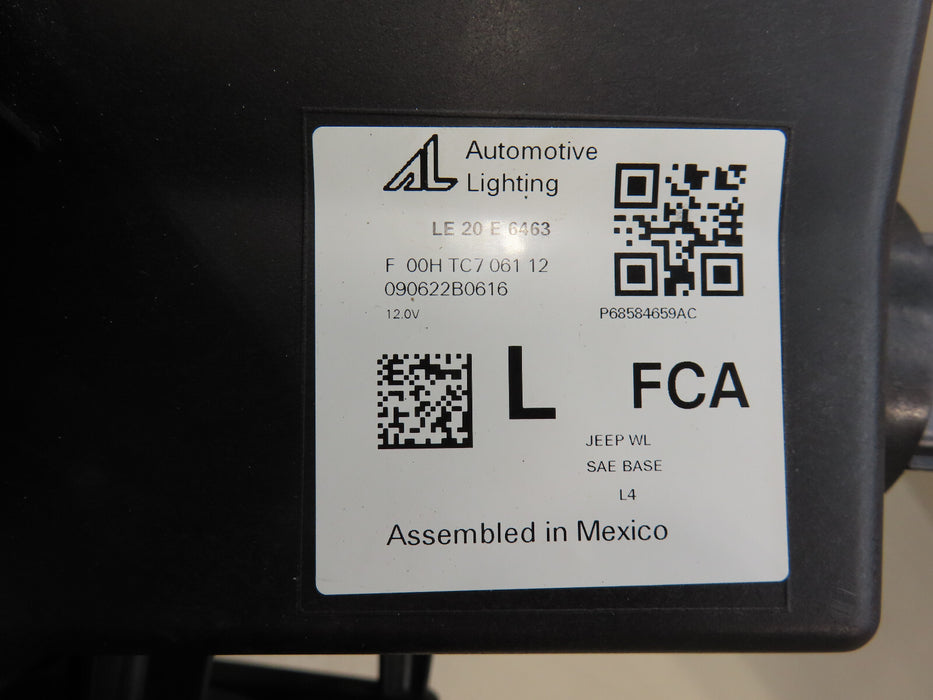 AL Automotive
Lighting
LE 20 E 6463
F 00H TC7 061 12
090622B0616
12.0V
P68584659AC
L
FCA
JEEP WL
SAE BASE
L4
Assembled in Mexico